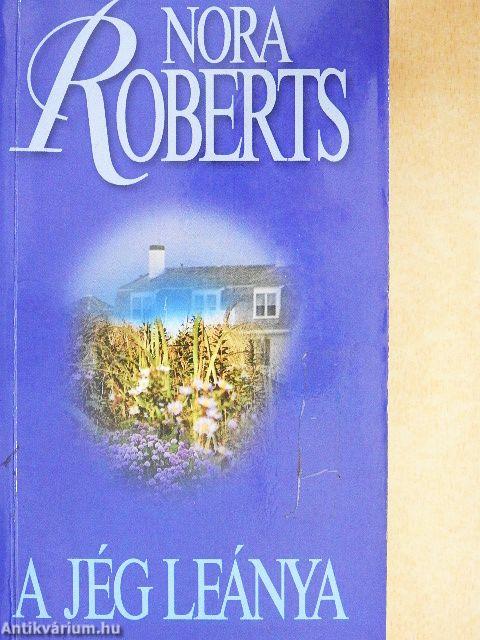 NORA
ROBERTS
A JÉG LEÁNYA
Antikvárium.hu